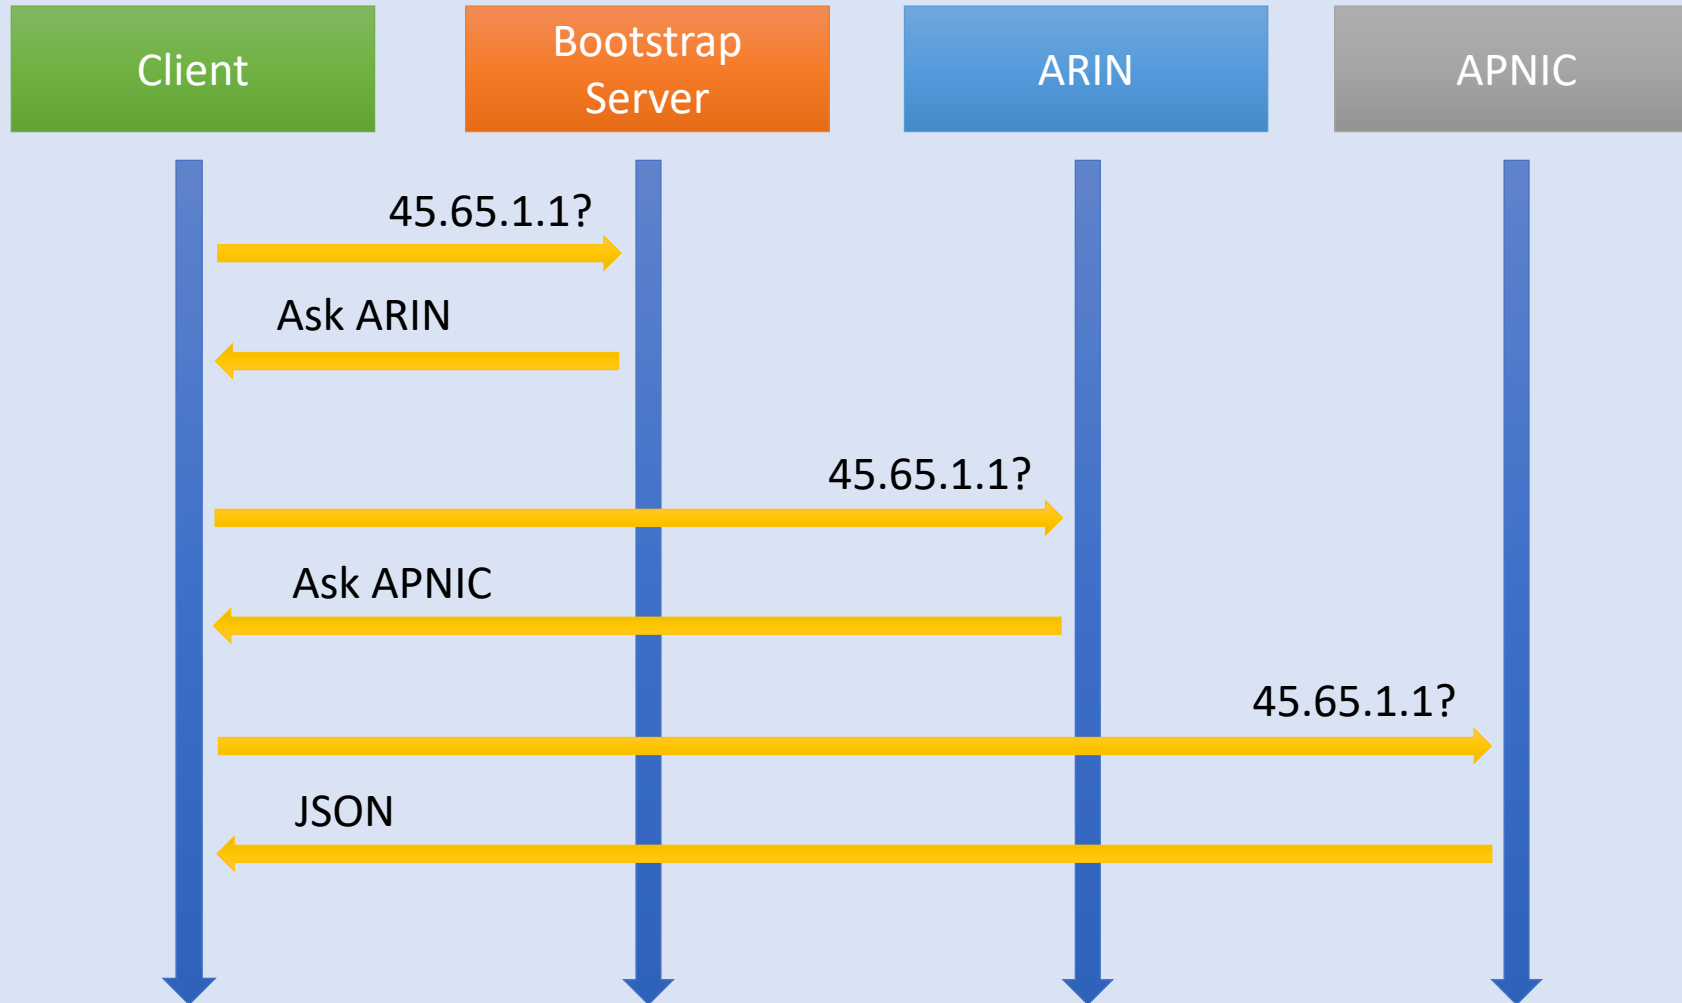 Client
Bootstrap
Server
ARIN
APNIC
45.65.1.1?
Ask ARIN
45.65.1.1?
Ask APNIC
45.65.1.1?
JSON